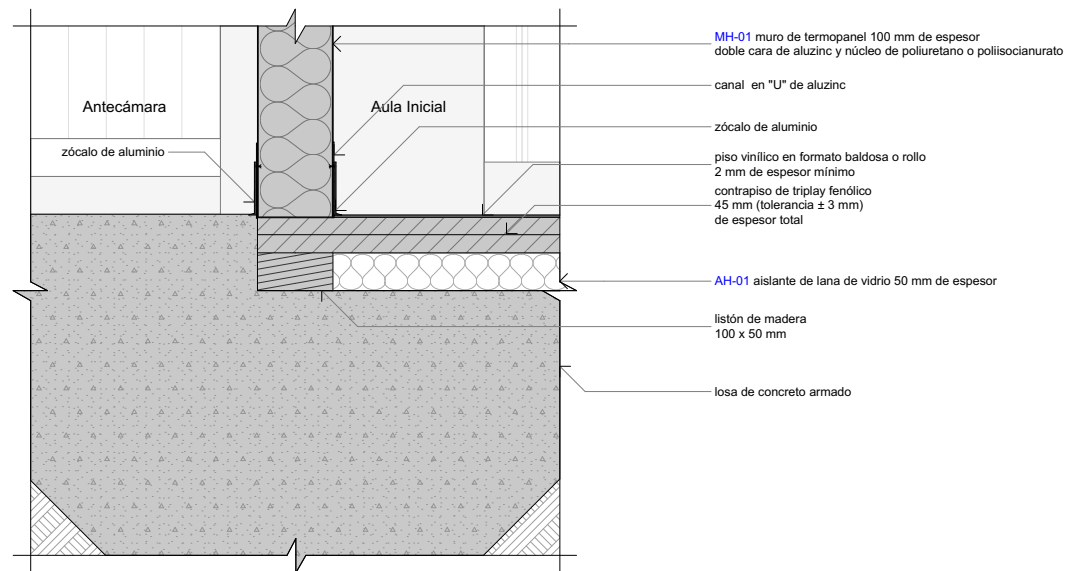 MH-01 muro de termopanel 100 mm de espesor
doble cara de aluzinc y núcleo de poliuretano o poliisocianurato
canal en "U" de aluzinc
Antecámara
Aula Inicial
zócalo de aluminio
zócalo de aluminio
piso vinílico en formato baldosa o rollo
2 mm de espesor mínimo
contrapiso de triplay fenólico
45 mm (tolerancia ± 3 mm)
de espesor total
AH-01 aislante de lana de vidrio 50 mm de espesor
listón de madera
100 x 50 mm
losa de concreto armado